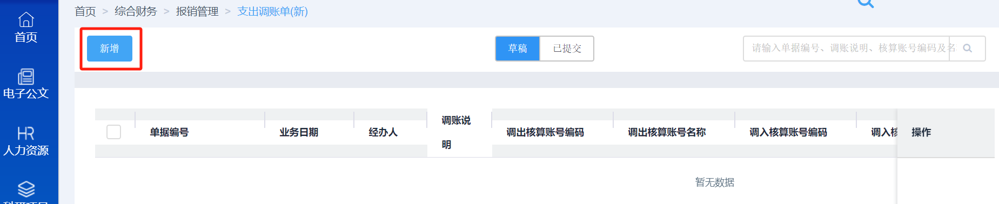 首页 > 综合财务 > 报销管理 > 支出调账单(新)
首页
电子公文
HR
人力资源
新增
草稿
已提交
请输入单据编号、调账说明、核算账号编码及
单据编号
业务日期
经办人
调账说
明
调出核算账号编码
调出核算账号名称
调入核算账号编码
调入核
操作
暂无数据